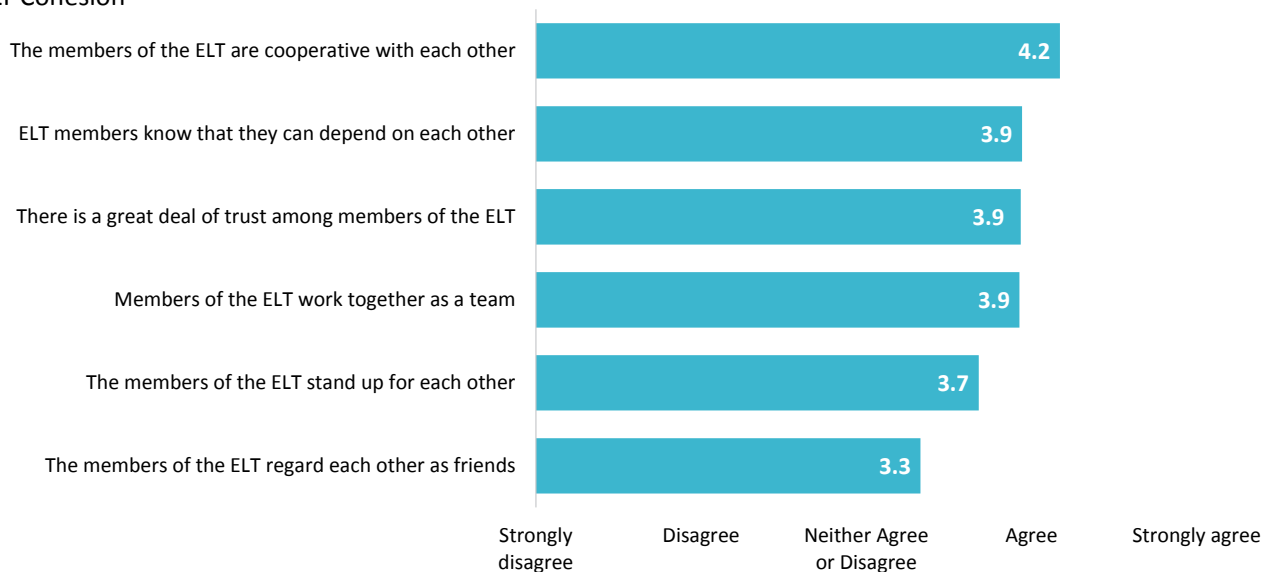 Cohesion
The members of the ELT are cooperative with each other
4.2
ELT members know that they can depend on each other
3.9
There is a great deal of trust among members of the ELT
3.9
Members of the ELT work together as a team
3.9
The members of the ELT stand up for each other
3.7
The members of the ELT regard each other as friends
3.3
Strongly
disagree
Disagree
Neither Agree
or Disagree
Agree
Strongly agree